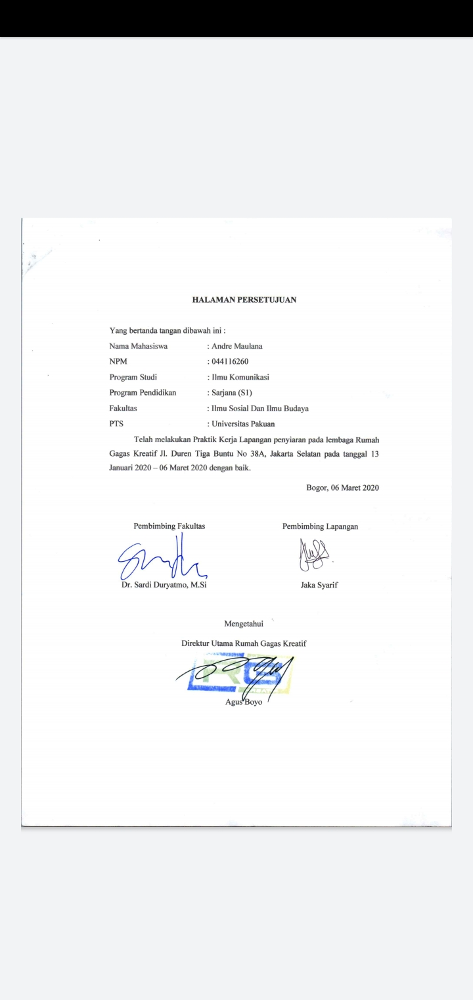 HALAMAN PERSETUJUAN
Yang bertanda tangan dibawah ini :
Nama Mahasiswa : Andre Maulana
NPM : 044116260
Program Studi : Ilmu Komunikasi
Program Pendidikan : Sarjana (S1)
Fakultas : Ilmu Sosial Dan Ilmu Budaya
PTS : Universitas Pakuan
Telah melakukan Praktik Kerja Lapangan penyiaran pada lembaga Rumah
Gagas Kreatif Jl. Duren Tiga Buntu No 38A, Jakarta Selatan pada tanggal 13
Januari 2020 – 06 Maret 2020 dengan baik.
Bogor, 06 Maret 2020
Pembimbing Fakultas Pembimbing Lapangan
Dr. Sardi Duryatmo, M.Si Jaka Syarif
Mengetahui
Direktur Utama Rumah Gagas Kreatif
RG
Agus Boyo